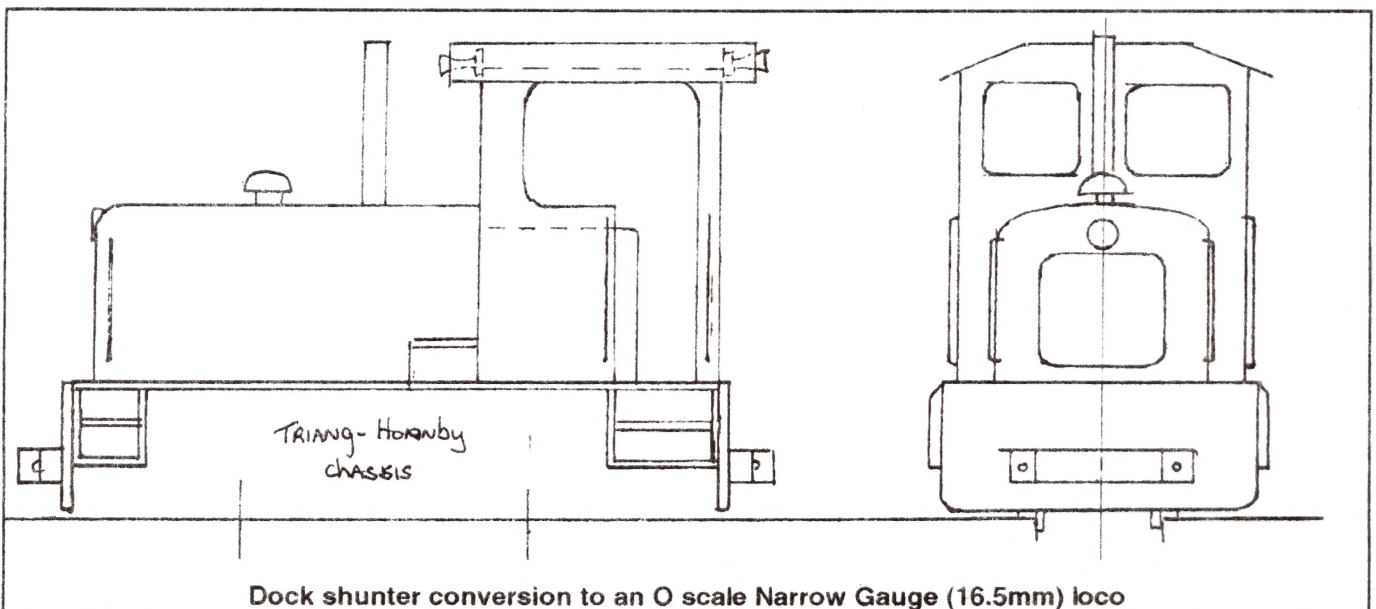 TRIANG-HORNBY
CHASSIS
Dock shunter conversion to an O scale Narrow Gauge (16.5mm) loco